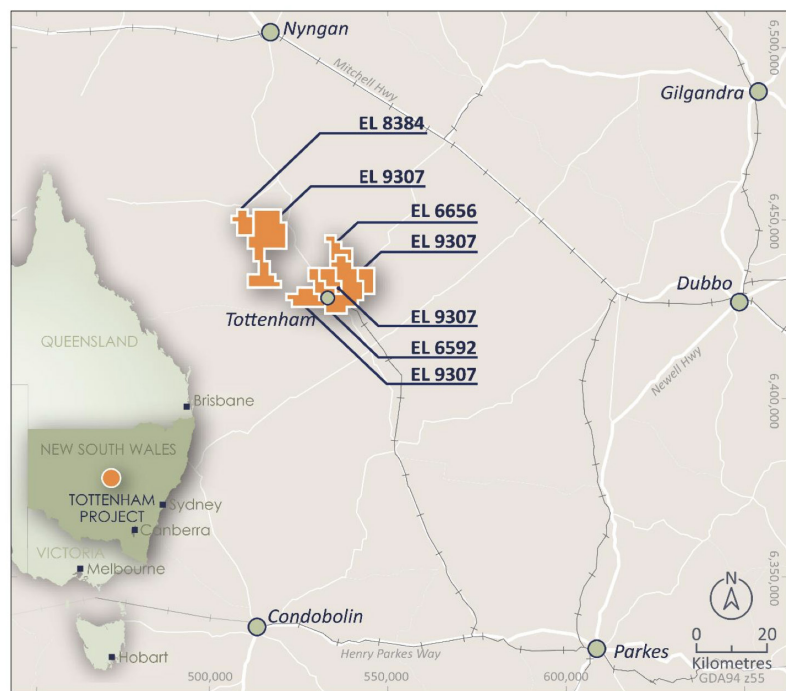 Nyngan
6,500,000
Mitchell Hwy
Gilgandra
EL 8384
EL 9307
EL 6656
6,450,000
EL 9307
Dubbo
Tottenham
EL 9307
EL 6592
EL 9307
Newell Hwy
6,400,000
QUEENSLAND
Brisbane
NEW SOUTH WALES
TOTTENHAM
PROJECT
Sydney
Canberra
VICTORIA
Melbourne
Hobart
6,350,000
N
Condobolin
Henry Parkes Way
Parkes
0 20
Kilometres
GDA94 z55
500,000
550,000
600,000